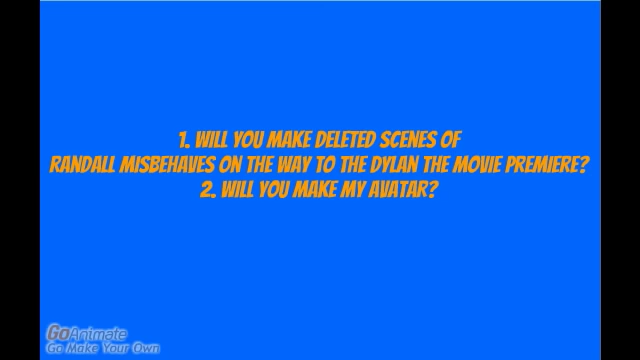 1. WILL YOU MAKE DELETED SCENES OF
RANDALL MISBEHAVES ON THE WAY TO THE DYLAN THE MOVIE PREMIERE?
2. WILL YOU MAKE MY AVATAR?
GoAnimate
Go Make Your Own